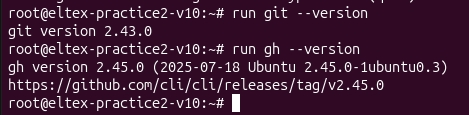 root@eltex-practice2-v10:~# run git --version
git version 2.43.0
root@eltex-practice2-v10:~# run gh --version
gh version 2.45.0 (2025-07-18 Ubuntu 2.45.0-1ubuntu0.3)
https://github.com/cli/cli/releases/tag/v2.45.0
root@eltex-practice2-v10:~#